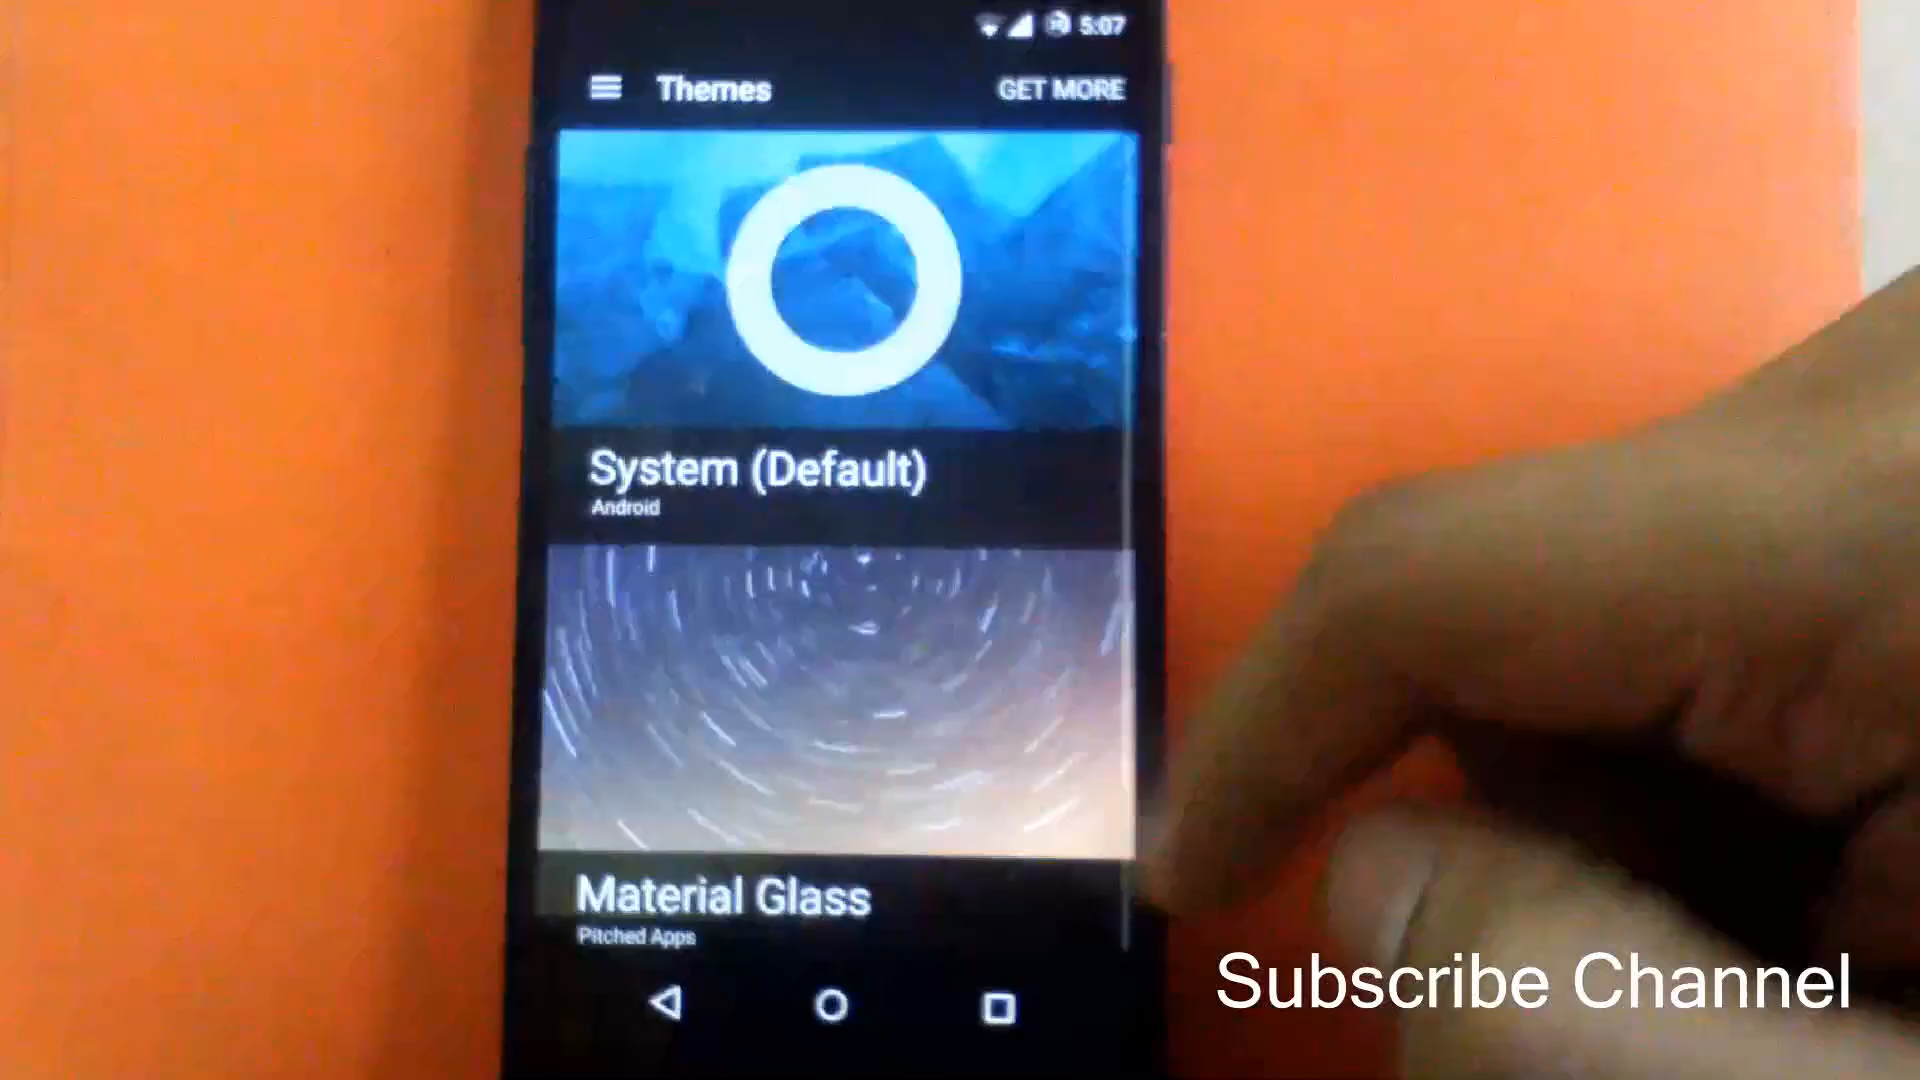 5:07
Themes
GET MORE
System (Default)
Android
Material Glass
Pitched Apps
Subscribe Channel